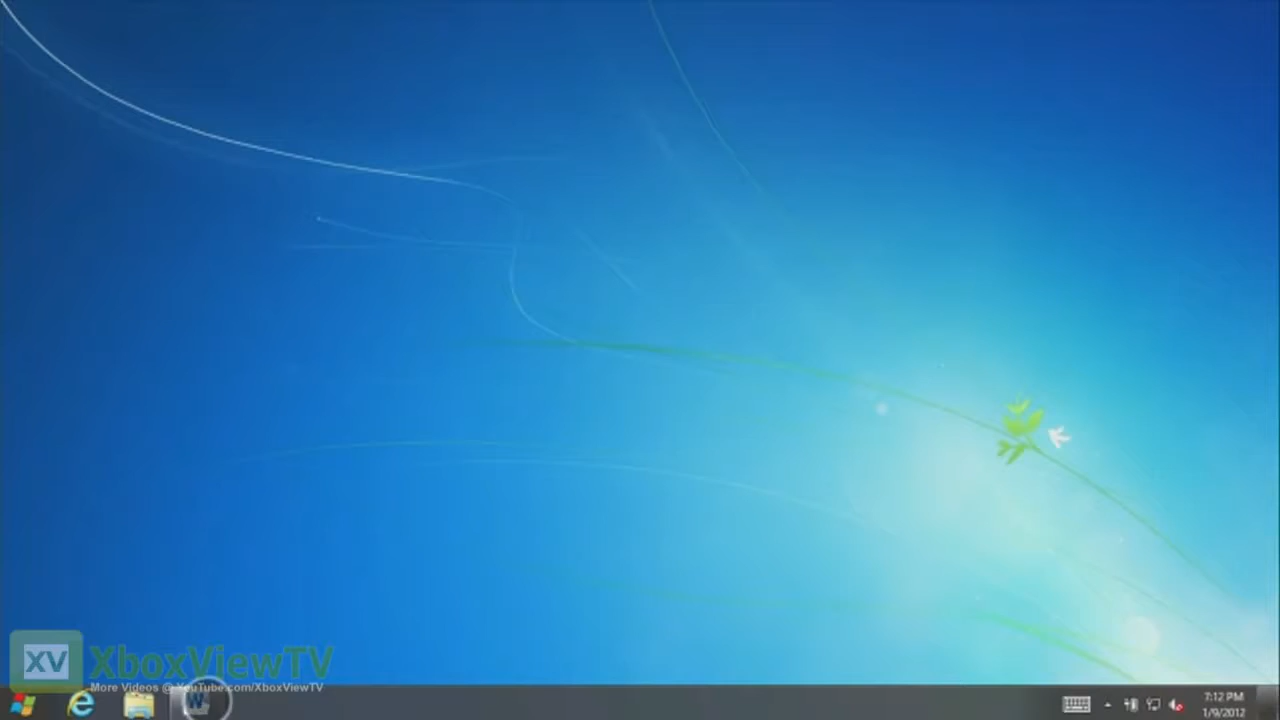 XV XboxViewTV
More Videos @ YouTube.com/XboxViewTV
W
7:12 PM
1/9/2012